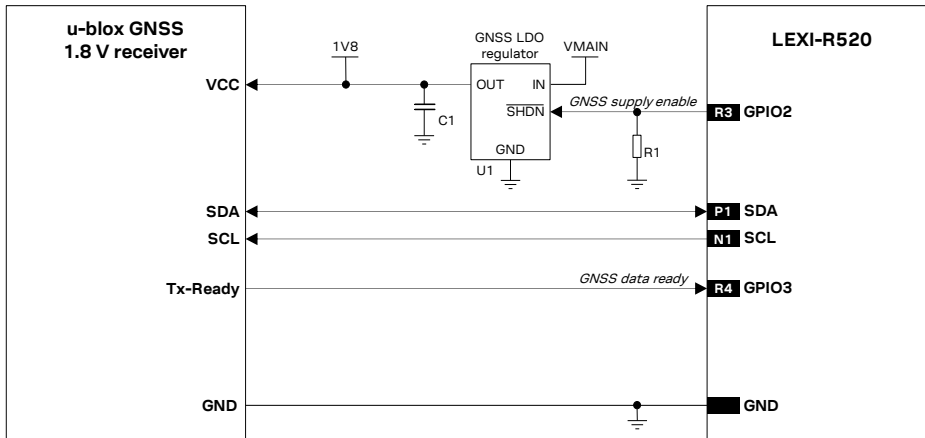 u-blox GNSS
1.8 V receiver
LEXI-R520
GNSS LDO
regulator
1V8
VMAIN
VCC
OUT
IN
GNSS supply enable
R3
GPIO2
C1
SHDN
GND
R1
U1
SDA
P1
SDA
SCL
N1
SCL
GNSS data ready
Tx-Ready
R4
GPIO3
GND
GND